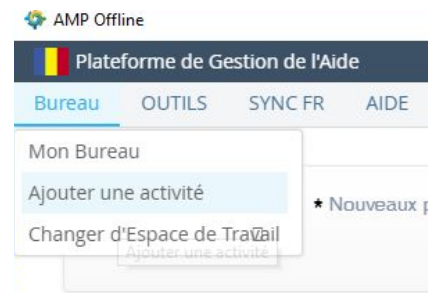 AMP Offline
Plateforme de Gestion de l'Aide
Bureau OUTILS SYNC FR AIDE
Mon Bureau
Ajouter une activité
* Nouveaux p
Changer d'Espace de Travail
Ajouter une activité